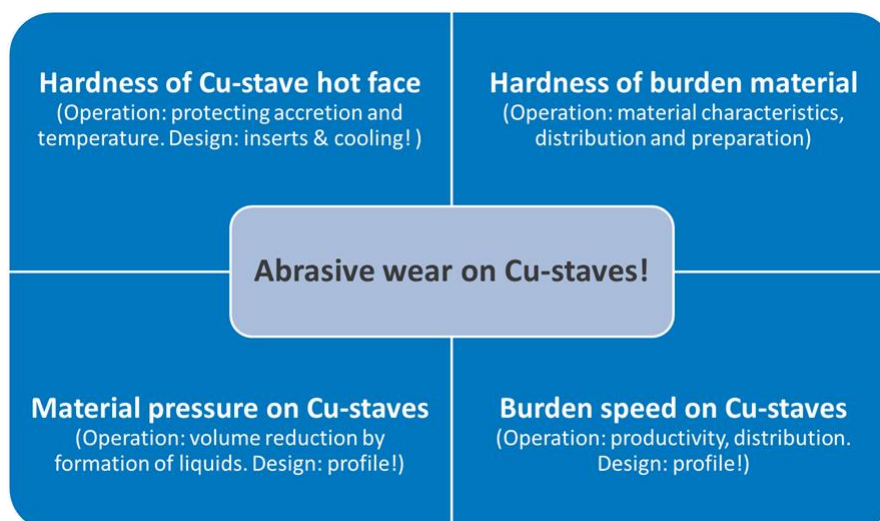 Hardness of Cu-stave hot face
(Operation: protecting accretion and
temperature. Design: inserts & cooling! )
Hardness of burden material
(Operation: material characteristics,
distribution and preparation)
Abrasive wear on Cu-staves!
Material pressure on Cu-staves
(Operation: volume reduction by
formation of liquids. Design: profile!)
Burden speed on Cu-staves
(Operation: productivity, distribution.
Design: profile!)